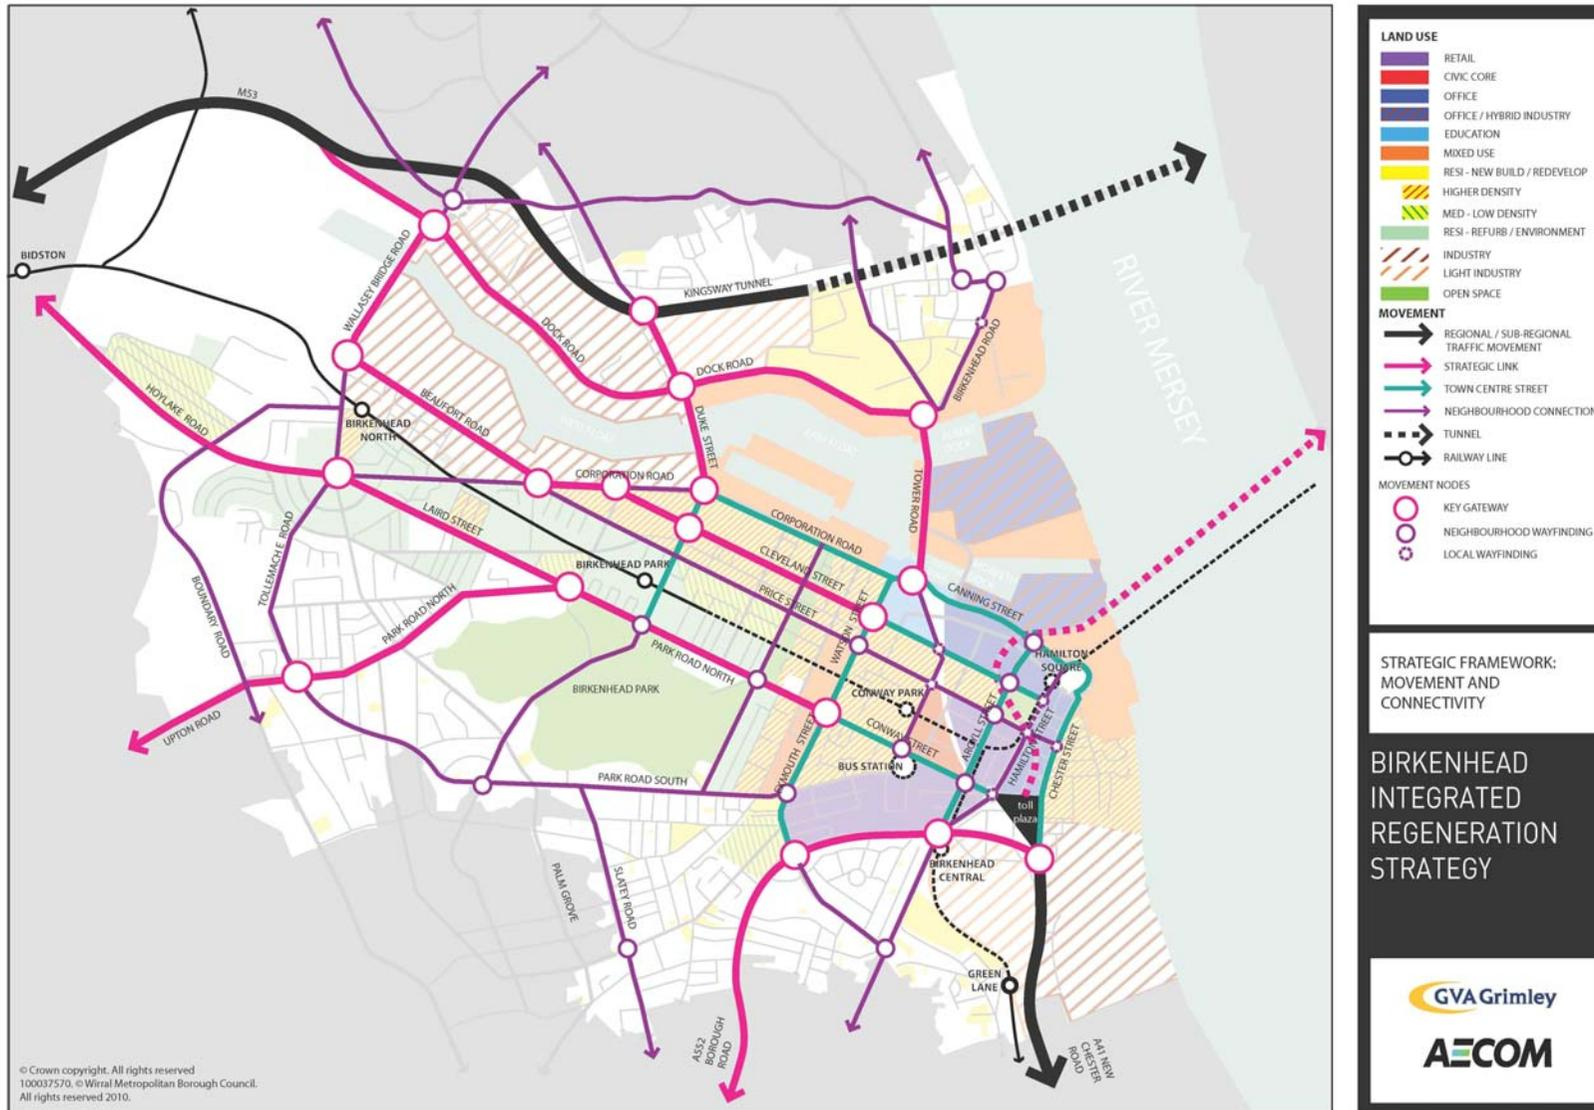 M53
BIDSTON
WALLASEY BRIDGE ROAD
DOCK ROAD
KINGSWAY TUNNEL
DOCK ROAD
BIRKENHEAD ROAD
RIVER MERSEY
HOYLAKE ROAD
BIRKENHEAD
NORTH
BEAUFORT ROAD
WEST FLOAT
DUKE STREET
EAST FLOAT
CORPORATION ROAD
TOWER ROAD
LAIRD STREET
CORPORATION ROAD
TOLLEMACHE ROAD
BIRKENHEAD PARK
CLEVELAND STREET
PRICE STREET
CANNING STREET
BOUNDARY ROAD
PARK ROAD NORTH
WATSON STREET
PARK ROAD NORTH
HAMILTON
SQUARE
BIRKENHEAD PARK
CONWAY PARK
UPTON ROAD
CONWAY STREET
ARGYLL STREET
HAMILTON STREET
CHESTER STREET
EXMOUTH STREET
BUS STATION
PARK ROAD SOUTH
toll
plaza
BIRKENHEAD
CENTRAL
PALM GROVE
SLATEY ROAD
GREEN
LANE
A552
BOROUGH
ROAD
A41 NEW
CHESTER
ROAD
© Crown copyright. All rights reserved
100037570. © Wirral Metropolitan Borough Council.
All rights reserved 2010.
LAND USE
RETAIL
CIVIC CORE
OFFICE
OFFICE / HYBRID INDUSTRY
EDUCATION
MIXED USE
RESI - NEW BUILD / REDEVELOP
HIGHER DENSITY
MED - LOW DENSITY
RESI - REFURB / ENVIRONMENT
INDUSTRY
LIGHT INDUSTRY
OPEN SPACE
MOVEMENT
REGIONAL / SUB-REGIONAL
TRAFFIC MOVEMENT
STRATEGIC LINK
TOWN CENTRE STREET
NEIGHBOURHOOD CONNECTION
TUNNEL
RAILWAY LINE
MOVEMENT NODES
KEY GATEWAY
NEIGHBOURHOOD WAYFINDING
LOCAL WAYFINDING
STRATEGIC FRAMEWORK:
MOVEMENT AND
CONNECTIVITY
BIRKENHEAD
INTEGRATED
REGENERATION
STRATEGY
GVA Grimley
AECOM